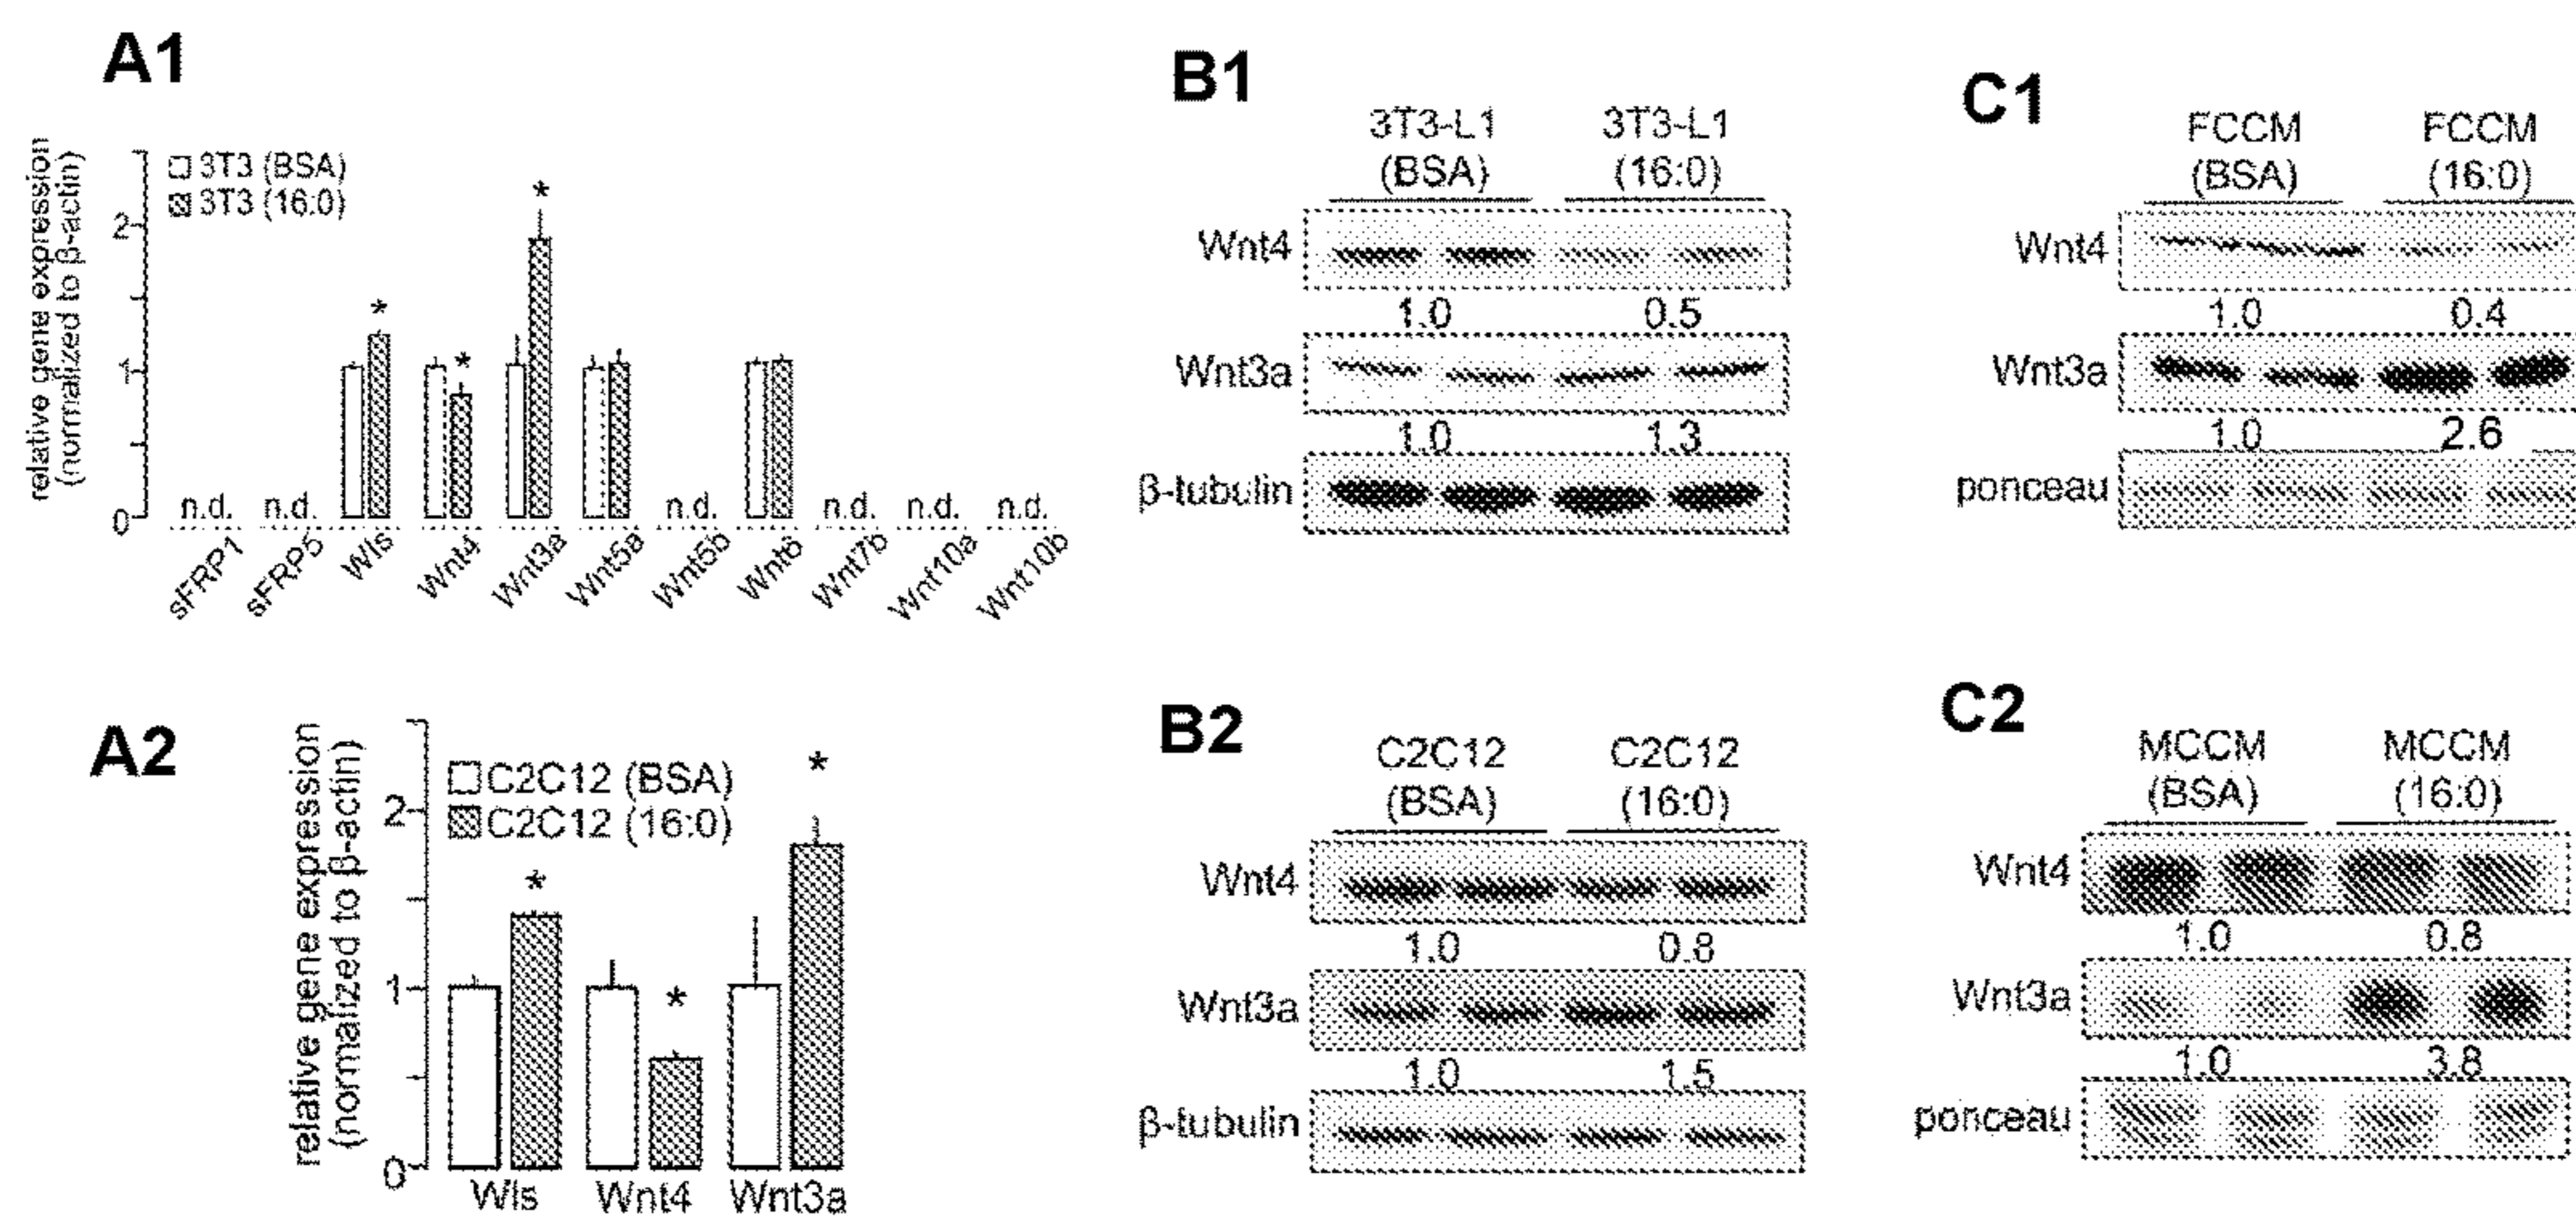 A1
relative gene expression
(normalized to β-actin)
3T3 (BSA)
3T3 (16:0)
2
1
0
*
*
*
n.d.
n.d.
n.d.
n.d.
n.d.
n.d.
sFRP1
sFRP5
Wls
Wnt4
Wnt3a
Wnt5a
Wnt5b
Wnt6
Wnt7b
Wnt10a
Wnt10b
B1
3T3-L1 3T3-L1
(BSA) (16:0)
Wnt4
1.0 0.5
Wnt3a
1.0 1.3
β-tubulin
C1
FCCM FCCM
(BSA) (16:0)
Wnt4
1.0 0.4
Wnt3a
1.0 2.6
ponceau
A2
relative gene expression
(normalized to β-actin)
C2C12 (BSA)
C2C12 (16:0)
2
1
0
*
*
*
Wls Wnt4 Wnt3a
B2
C2C12 C2C12
(BSA) (16:0)
Wnt4
1.0 0.8
Wnt3a
1.0 1.5
β-tubulin
C2
MCCM MCCM
(BSA) (16:0)
Wnt4
1.0 0.8
Wnt3a
1.0 3.8
ponceau